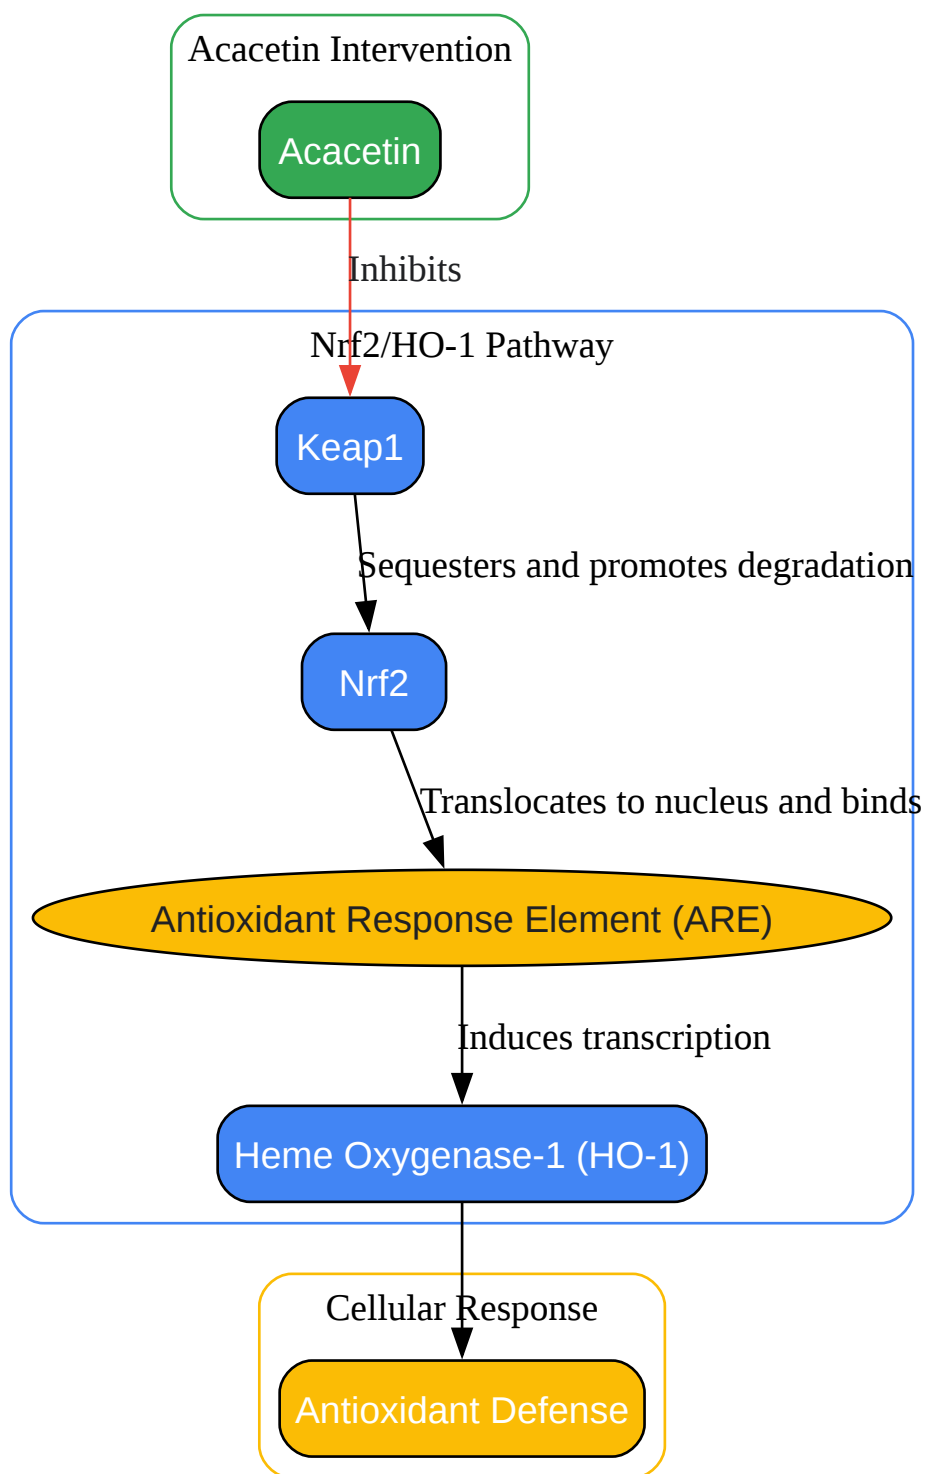 Acacetin Intervention
Acacetin
Inhibits
Nrf2/HO-1 Pathway
Keap1
Sequesters and promotes degradation
Nrf2
Translocates to nucleus and binds
Antioxidant Response Element (ARE)
Induces transcription
Heme Oxygenase-1 (HO-1)
Cellular Response
Antioxidant Defense